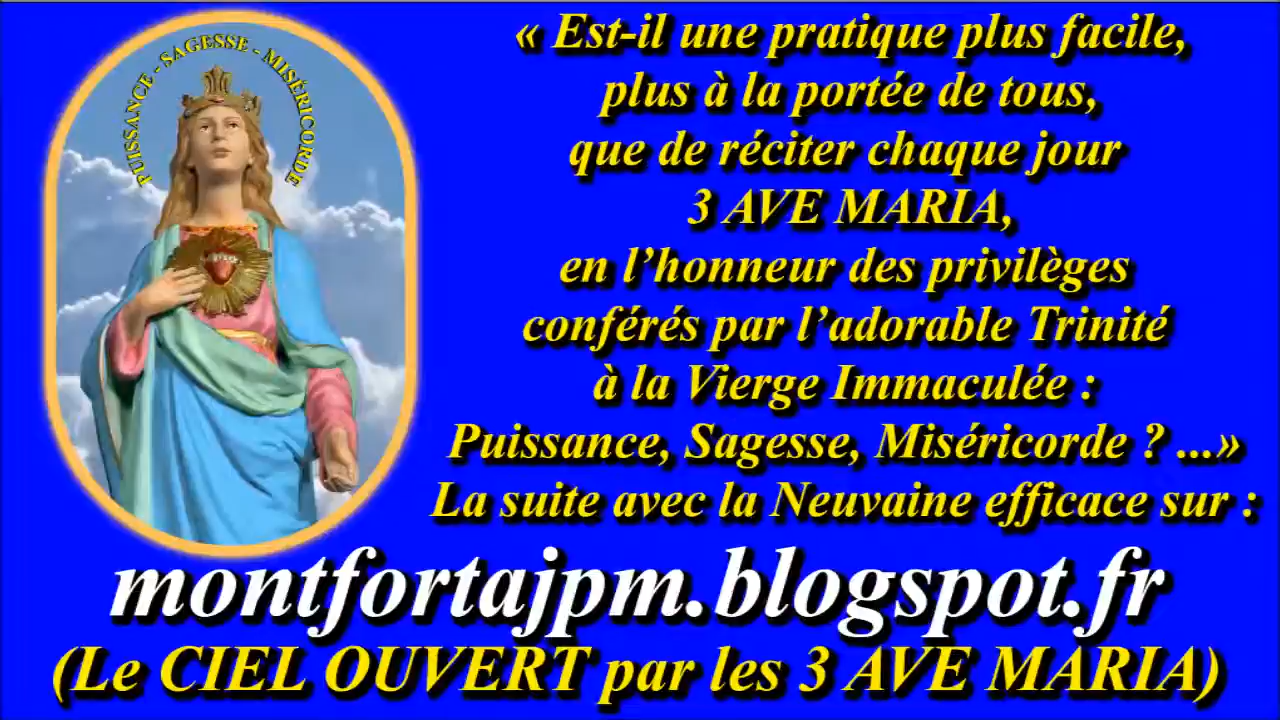 PUISSANCE - SAGESSE - MISÉRICORDE
« Est-il une pratique plus facile,
plus à la portée de tous,
que de réciter chaque jour
3 AVE MARIA,
en l’honneur des privilèges
conférés par l’adorable Trinité
à la Vierge Immaculée :
Puissance, Sagesse, Miséricorde ? ...»
La suite avec la Neuvaine efficace sur :
montfortajpm.blogspot.fr
(Le CIEL OUVERT par les 3 AVE MARIA)